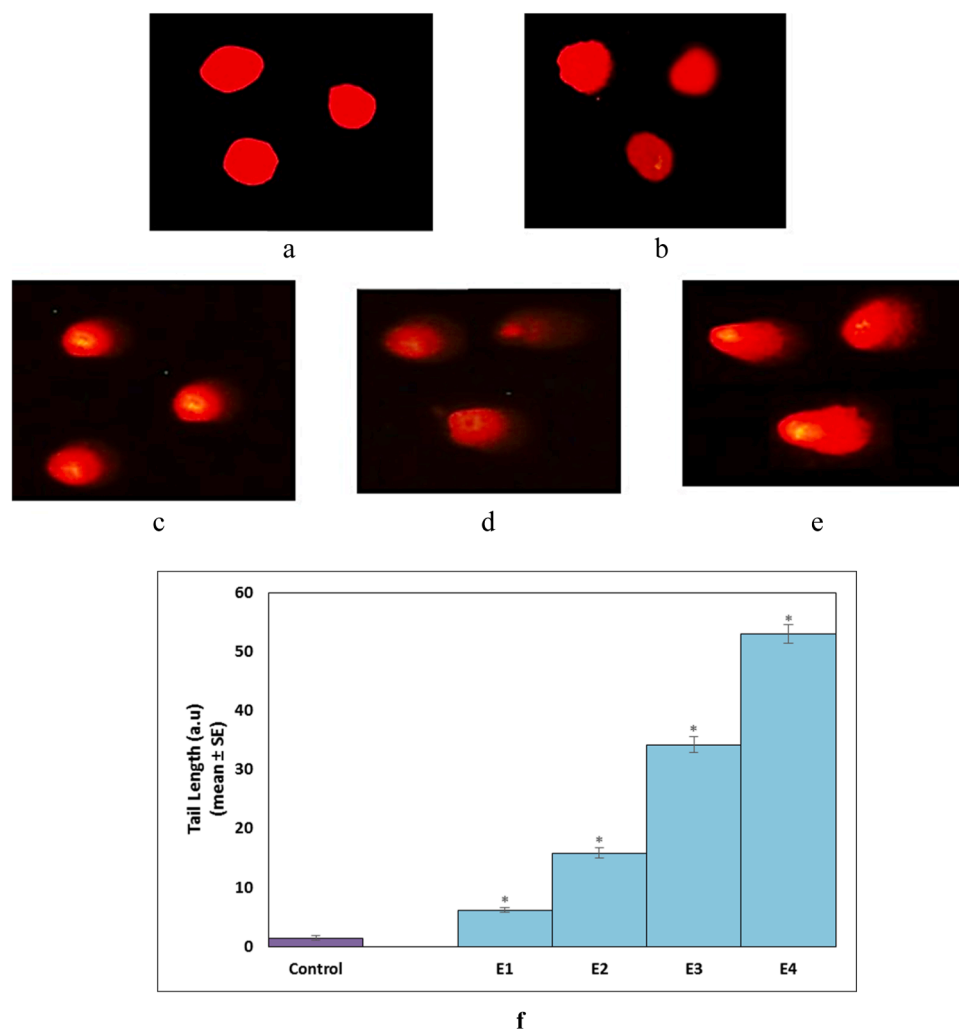 a
b
c
d
e
60
50
40
30
20
10
0
Tail Length (a.u)
(mean ± SE)
*
*
*
*
Control
E1
E2
E3
E4
f